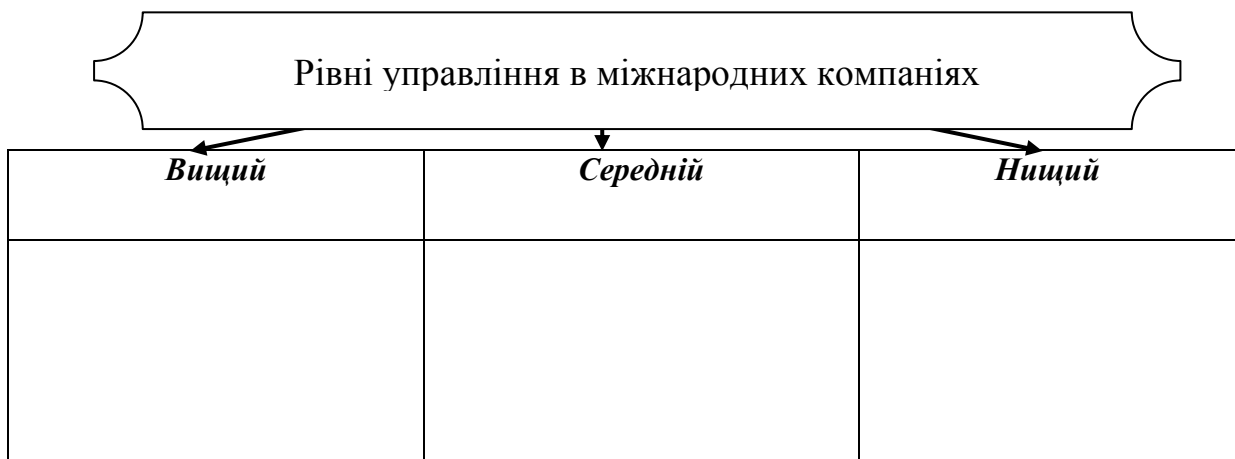 Рівні управління в міжнародних компаніях
Вищий Середній Нищий